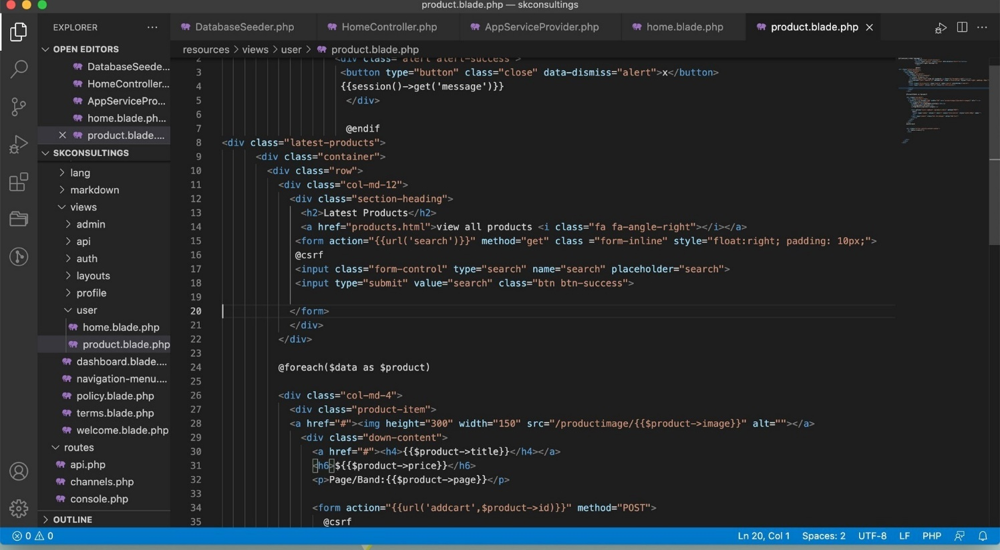 product.blade.php — skconsultings
EXPLORER
DatabaseSeeder.php
HomeController.php
AppServiceProvider.php
home.blade.php
product.blade.php
OPEN EDITORS
DatabaseSeede...
HomeController...
AppServicePro...
home.blade.ph...
product.blade....
SKCONSULTINGS
lang
markdown
views
admin
api
auth
layouts
profile
user
home.blade.php
product.blade.php
dashboard.blade....
navigation-menu....
policy.blade.php
terms.blade.php
welcome.blade.php
routes
api.php
channels.php
console.php
OUTLINE
resources > views > user > product.blade.php
2 <div class="alert alert-success">
3 <button type="button" class="close" data-dismiss="alert">x</button>
4 {{session()->get('message')}}
5 </div>
6
7 @endif
8 <div class="latest-products">
9 <div class="container">
10 <div class="row">
11 <div class="col-md-12">
12 <div class="section-heading">
13 <h2>Latest Products</h2>
14 <a href="products.html">view all products <i class="fa fa-angle-right"></i></a>
15 <form action="{{url('search')}}" method="get" class ="form-inline" style="float:right; padding: 10px;">
16 @csrf
17 <input class="form-control" type="search" name="search" placeholder="search">
18 <input type="submit" value="search" class="btn btn-success">
19
20 </form>
21 </div>
22 </div>
23
24 @foreach($data as $product)
25
26 <div class="col-md-4">
27 <div class="product-item">
28 <a href="#"><img height="300" width="150" src="/productimage/{{$product->image}}" alt=""></a>
29 <div class="down-content">
30 <a href="#"><h4>{{$product->title}}</h4></a>
31 <h6>${{$product->price}}</h6>
32 <p>Page/Band:{{$product->page}}</p>
33
34 <form action="{{url('addcart',$product->id)}}" method="POST">
35 @csrf
0 0
Ln 20, Col 1 Spaces: 2 UTF-8 LF PHP